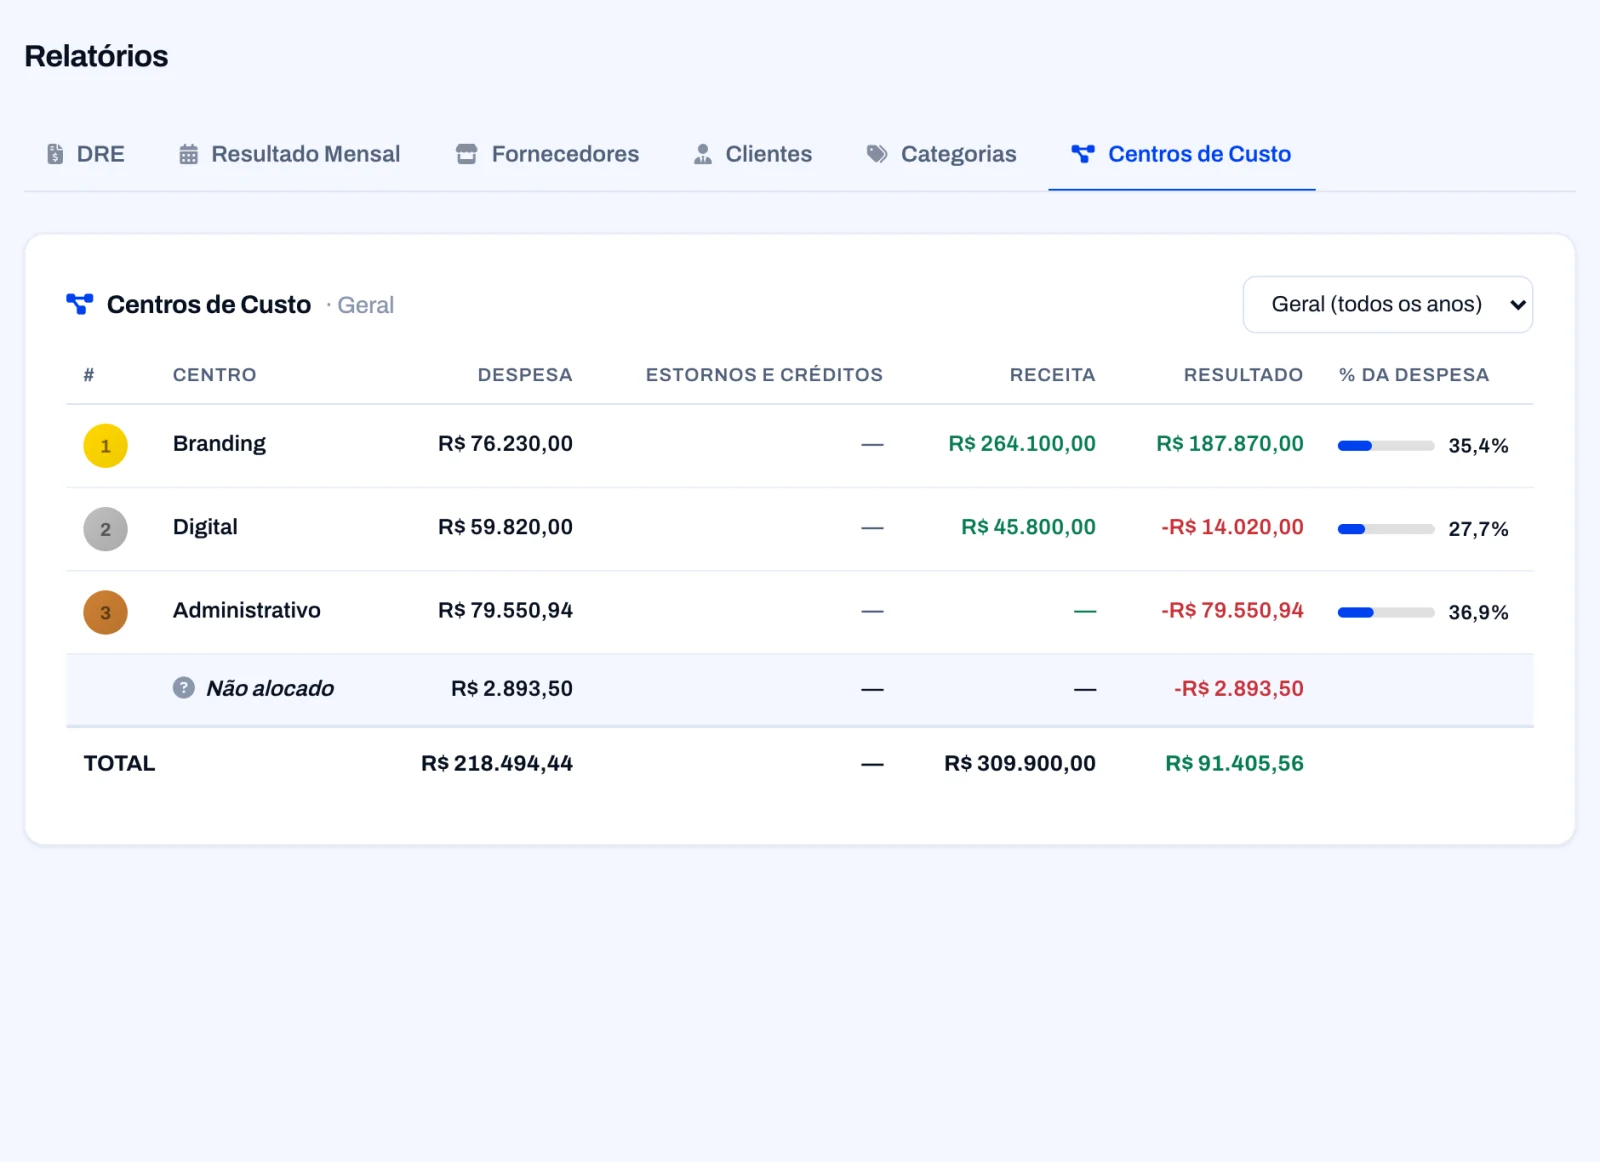 Relatórios
DRE Resultado Mensal Fornecedores Clientes Categorias Centros de Custo
Centros de Custo · Geral Geral (todos os anos)
# CENTRO DESPESA ESTORNOS E CRÉDITOS RECEITA RESULTADO % DA DESPESA
1 Branding R$ 76.230,00 — R$ 264.100,00 R$ 187.870,00 35,4%
2 Digital R$ 59.820,00 — R$ 45.800,00 -R$ 14.020,00 27,7%
3 Administrativo R$ 79.550,94 — — -R$ 79.550,94 36,9%
? Não alocado R$ 2.893,50 — — -R$ 2.893,50
TOTAL R$ 218.494,44 — R$ 309.900,00 R$ 91.405,56